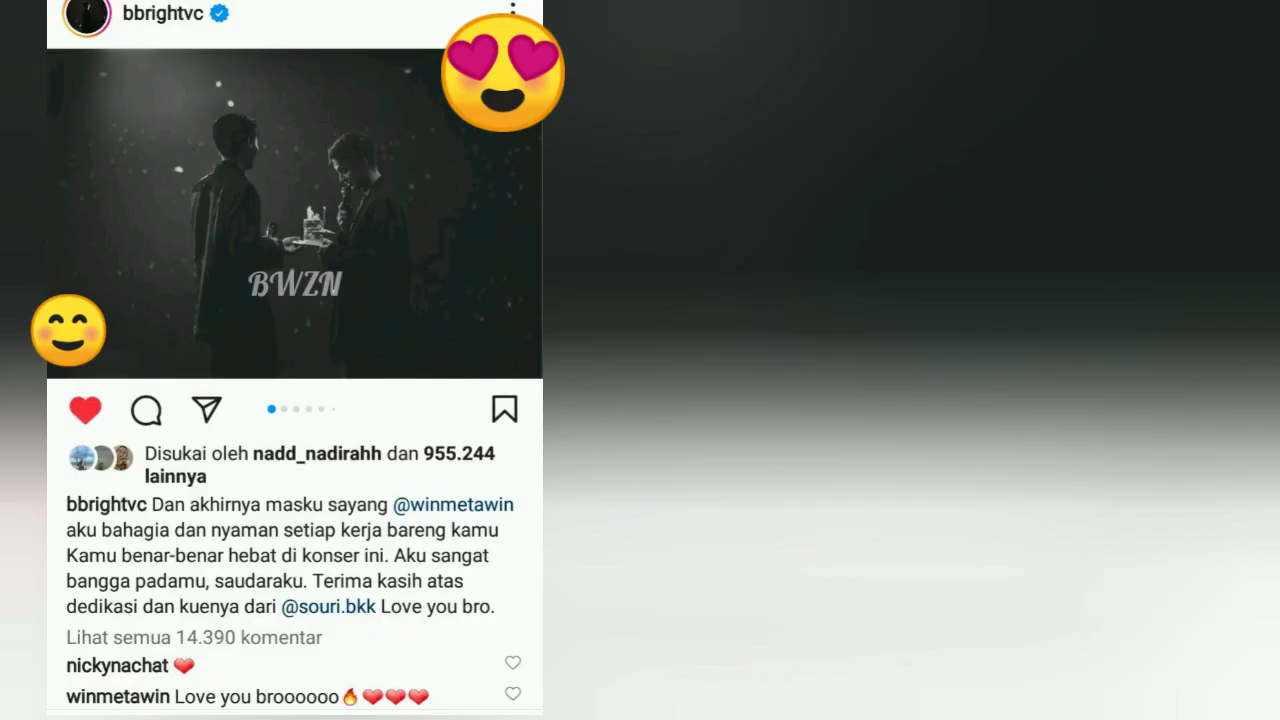 bbrightvc
BWZN
Disukai oleh nadd_nadirahh dan 955.244
lainnya
bbrightvc Dan akhirnya masku sayang @winmetawin
aku bahagia dan nyaman setiap kerja bareng kamu
Kamu benar-benar hebat di konser ini. Aku sangat
bangga padamu, saudaraku. Terima kasih atas
dedikasi dan kuenya dari @souri.bkk Love you bro.
Lihat semua 14.390 komentar
nickynachat ❤️
winmetawin Love you broooooo🔥❤️❤️❤️